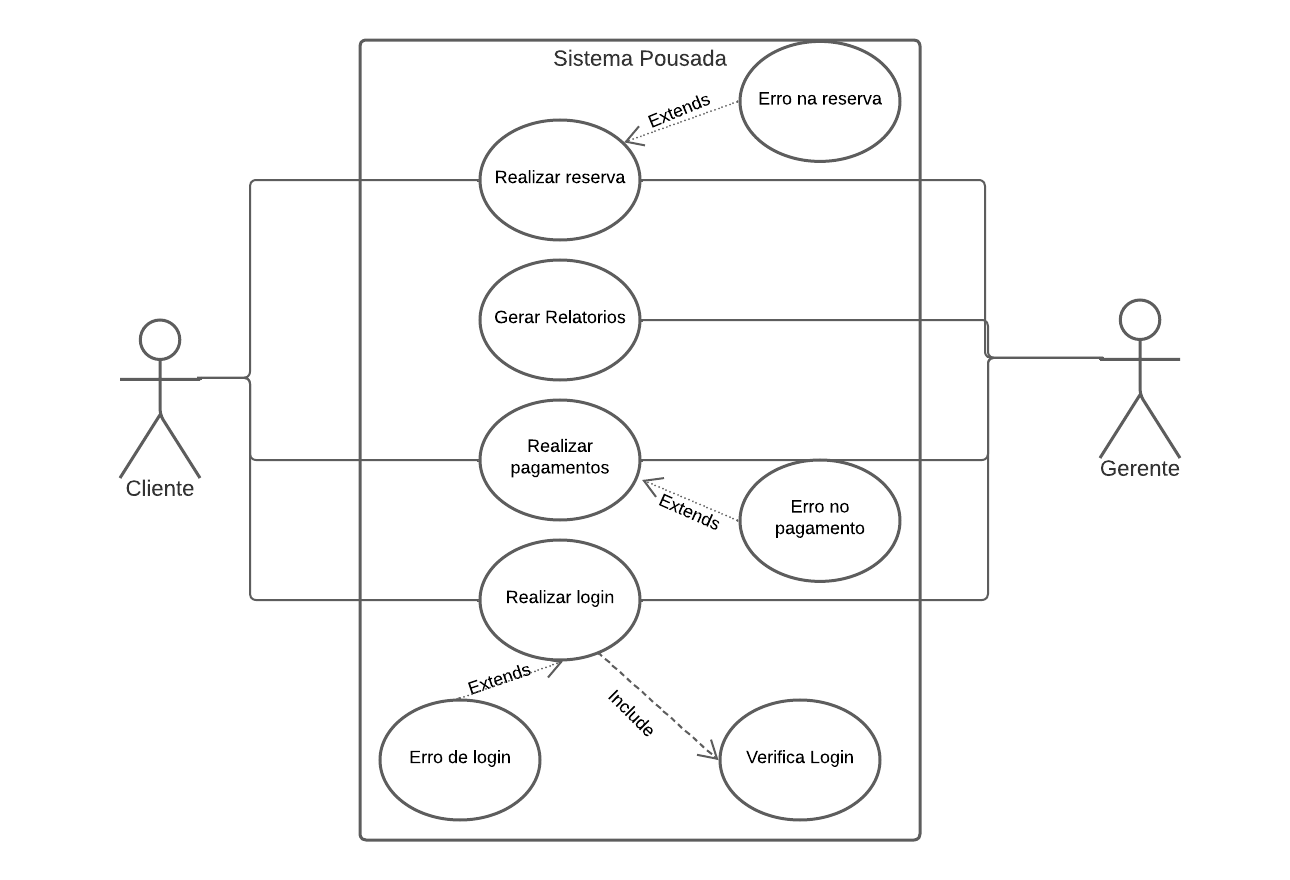 Sistema Pousada
Erro na reserva
Extends
Realizar reserva
Gerar Relatorios
Cliente
Gerente
Realizar
pagamentos
Extends
Erro no
pagamento
Realizar login
Extends
Include
Erro de login
Verifica Login